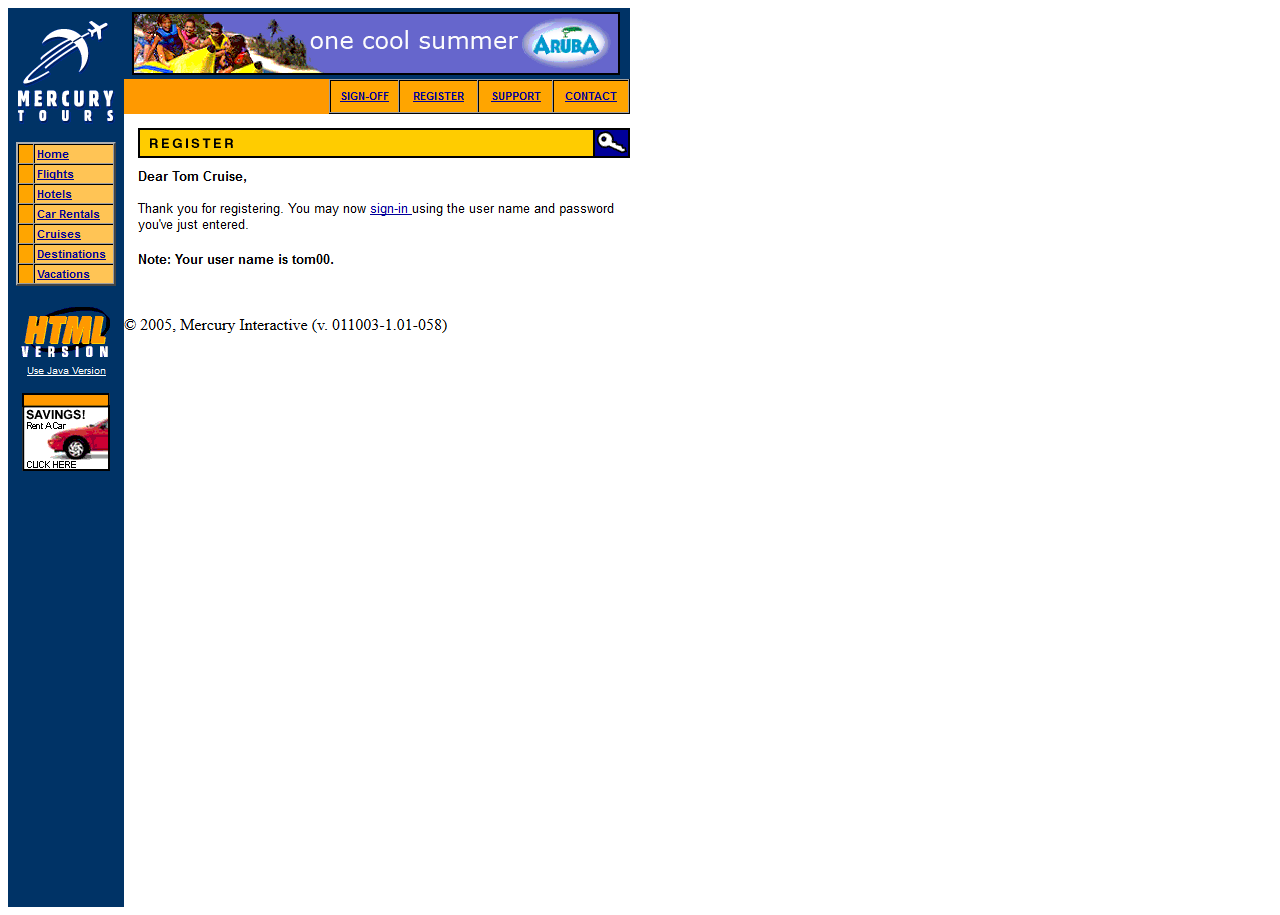 MERCURY
TOURS
one cool summer
ARUBA
SIGN-OFF
REGISTER
SUPPORT
CONTACT
REGISTER
Dear Tom Cruise,
Thank you for registering. You may now sign-in using the user name and password
you've just entered.
Note: Your user name is tom00.
© 2005, Mercury Interactive (v. 011003-1.01-058)
Home
Flights
Hotels
Car Rentals
Cruises
Destinations
Vacations
HTML
VERSION
Use Java Version
SAVINGS!
Rent A Car
CLICK HERE